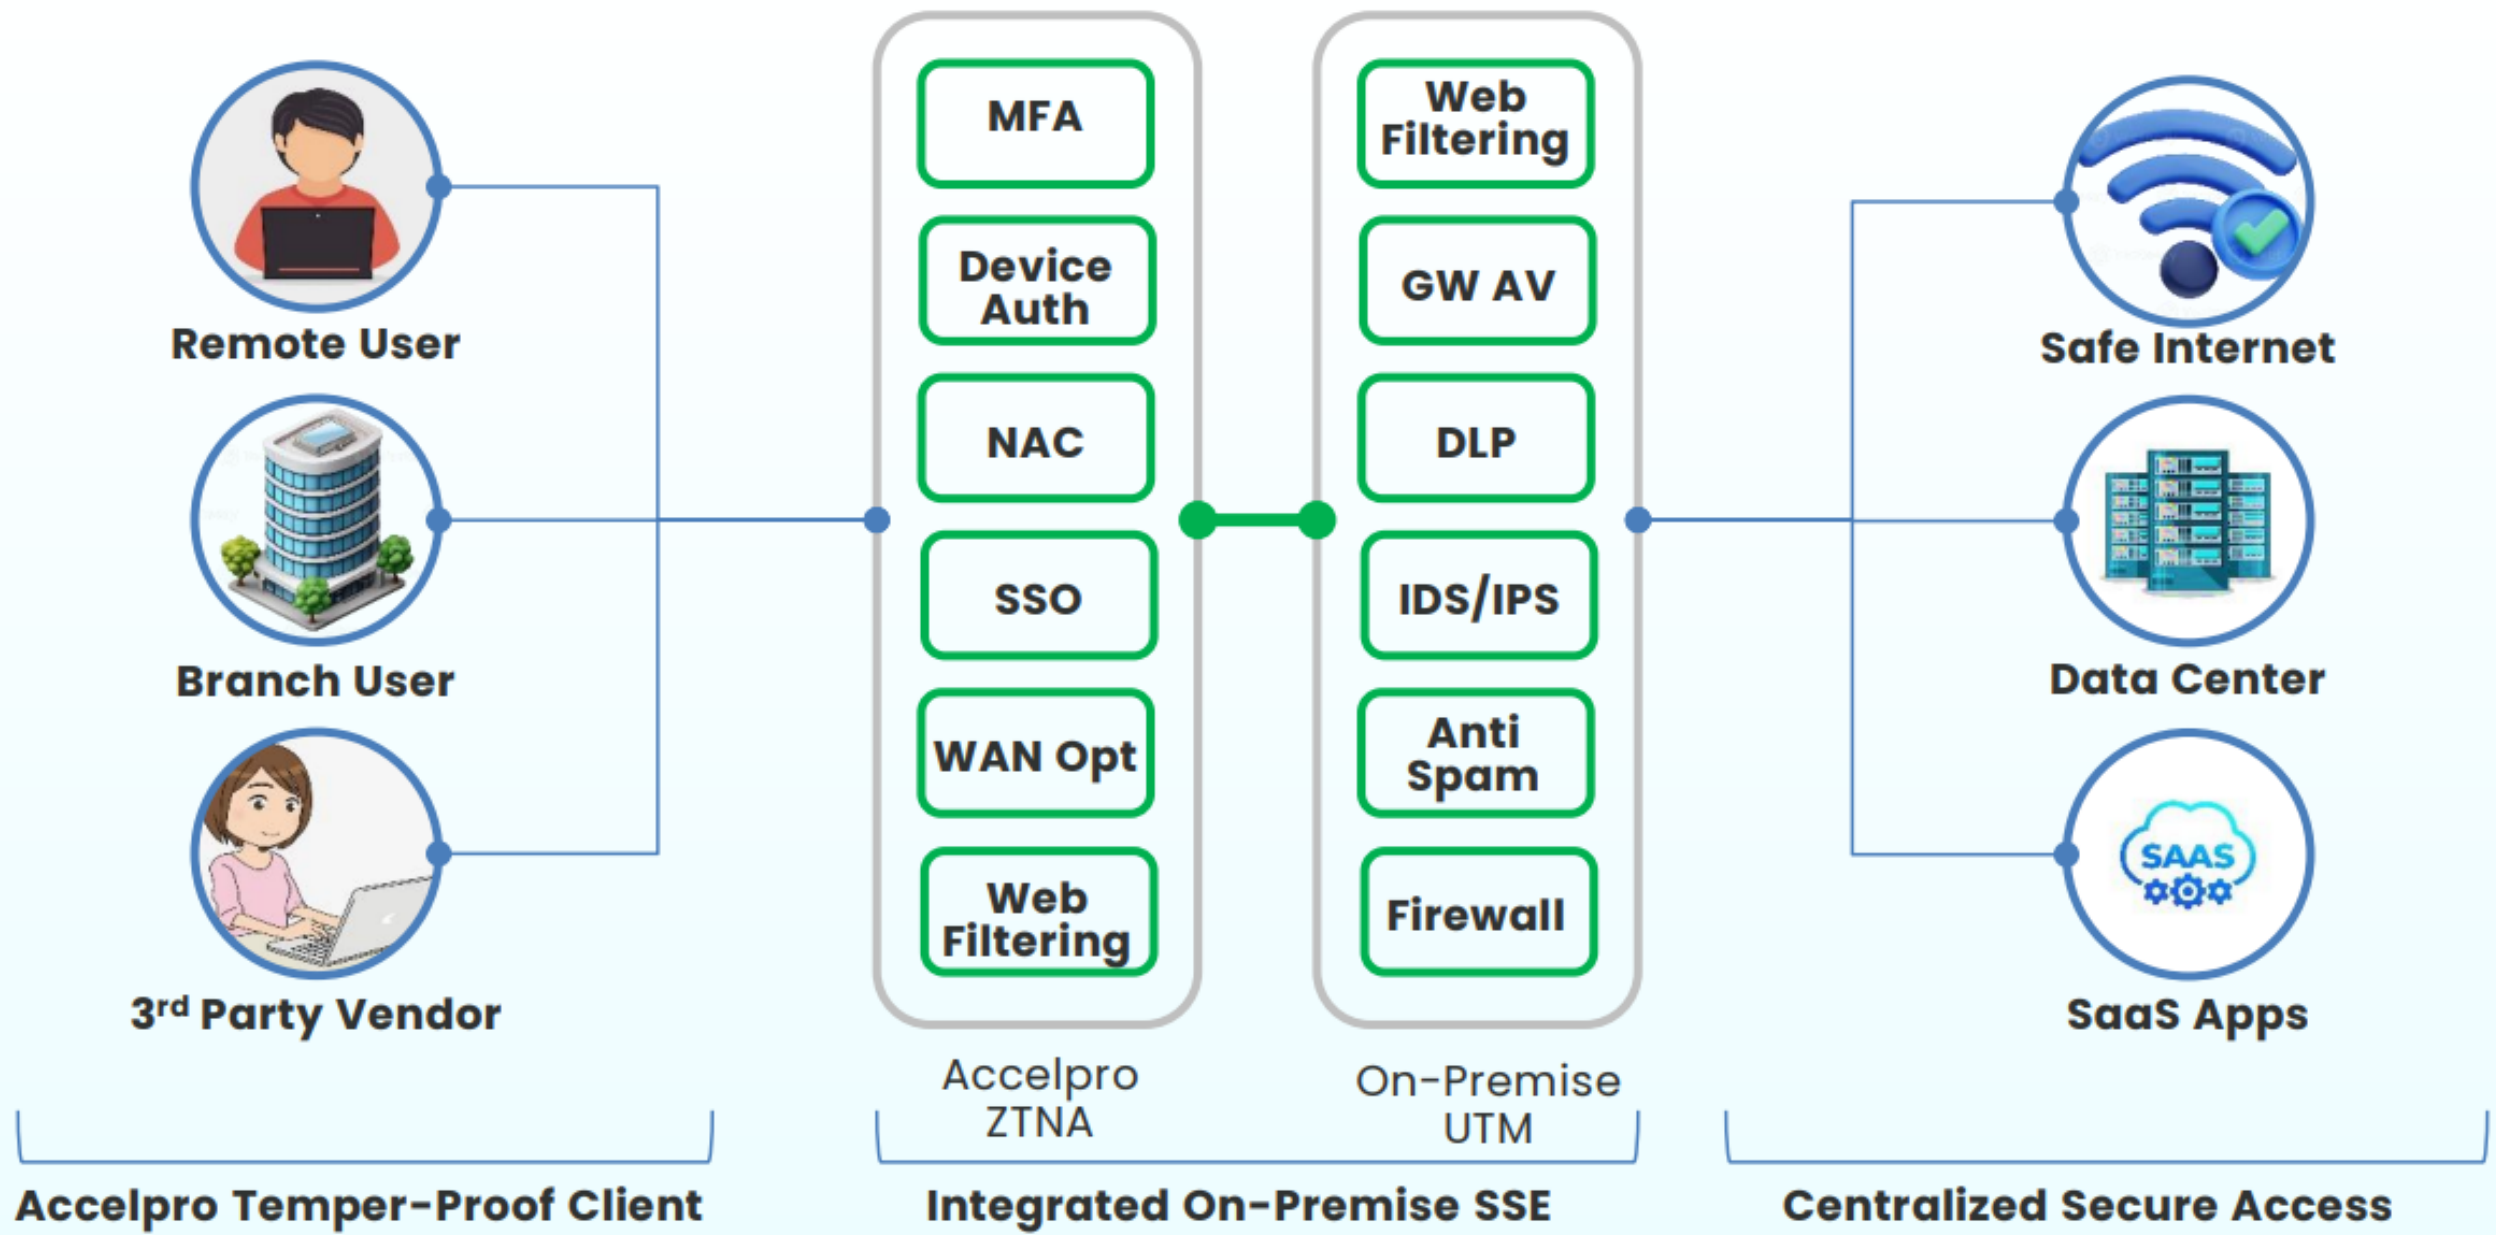 Remote User
Branch User
3rd Party Vendor
Accelpro Temper-Proof Client
MFA
Device
Auth
NAC
SSO
WAN Opt
Web
Filtering
Accelpro
ZTNA
Web
Filtering
GW AV
DLP
IDS/IPS
Anti
Spam
Firewall
On-Premise
UTM
Integrated On-Premise SSE
Safe Internet
Data Center
SAAS
SaaS Apps
Centralized Secure Access